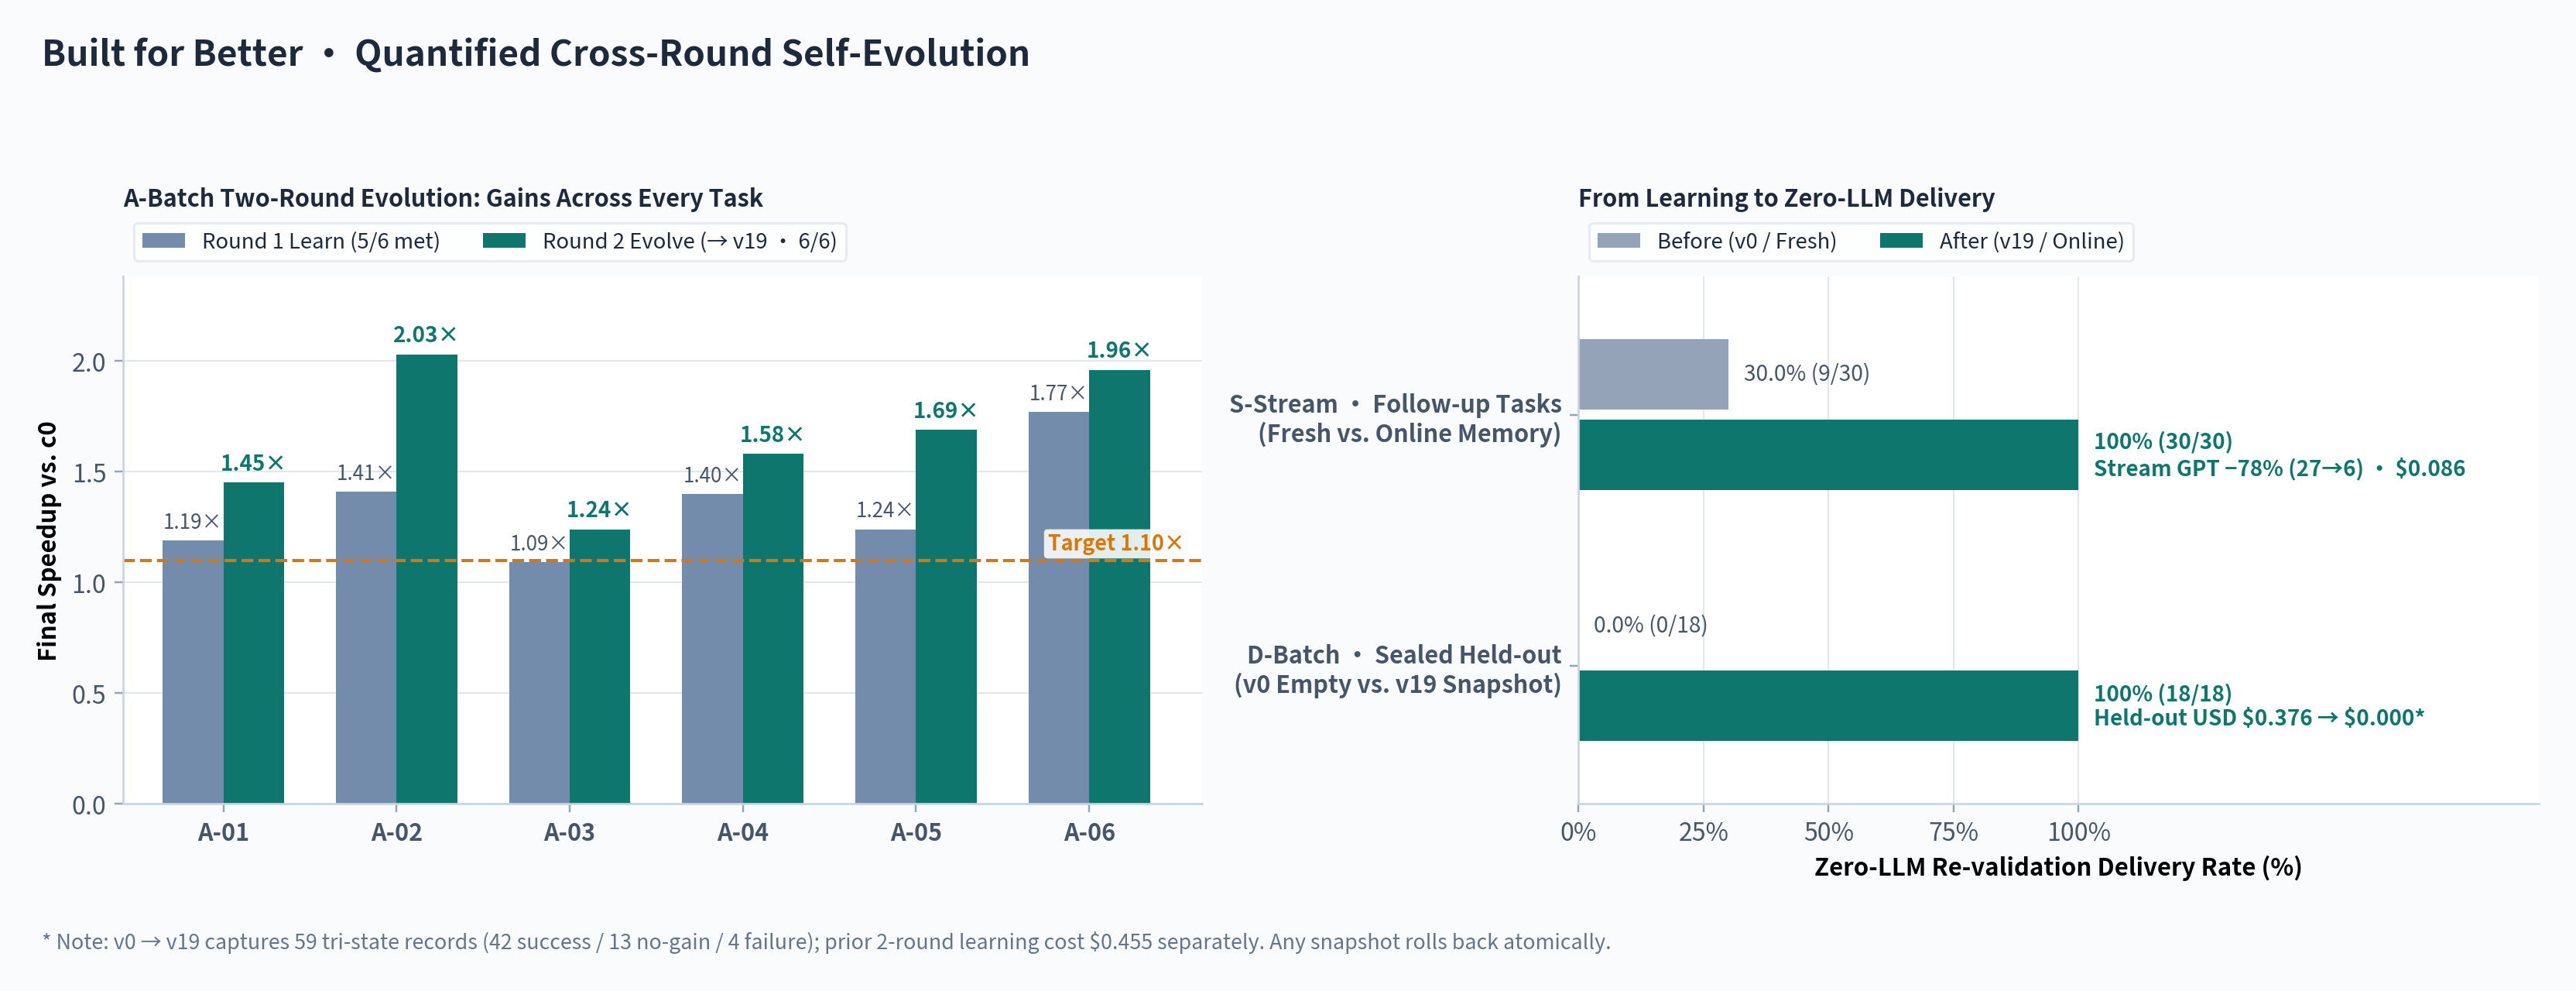 Built for Better • Quantified Cross-Round Self-Evolution
A-Batch Two-Round Evolution: Gains Across Every Task
Round 1 Learn (5/6 met)
Round 2 Evolve (→ v19 • 6/6)
Final Speedup vs. c0
2.0
1.5
1.0
0.5
0.0
1.19×
1.45×
1.41×
2.03×
1.09×
1.24×
1.40×
1.58×
1.24×
1.69×
1.77×
1.96×
Target 1.10×
A-01
A-02
A-03
A-04
A-05
A-06
From Learning to Zero-LLM Delivery
Before (v0 / Fresh)
After (v19 / Online)
S-Stream • Follow-up Tasks
(Fresh vs. Online Memory)
30.0% (9/30)
100% (30/30)
Stream GPT −78% (27→6) • $0.086
D-Batch • Sealed Held-out
(v0 Empty vs. v19 Snapshot)
0.0% (0/18)
100% (18/18)
Held-out USD $0.376 → $0.000*
0%
25%
50%
75%
100%
Zero-LLM Re-validation Delivery Rate (%)
* Note: v0 → v19 captures 59 tri-state records (42 success / 13 no-gain / 4 failure); prior 2-round learning cost $0.455 separately. Any snapshot rolls back atomically.